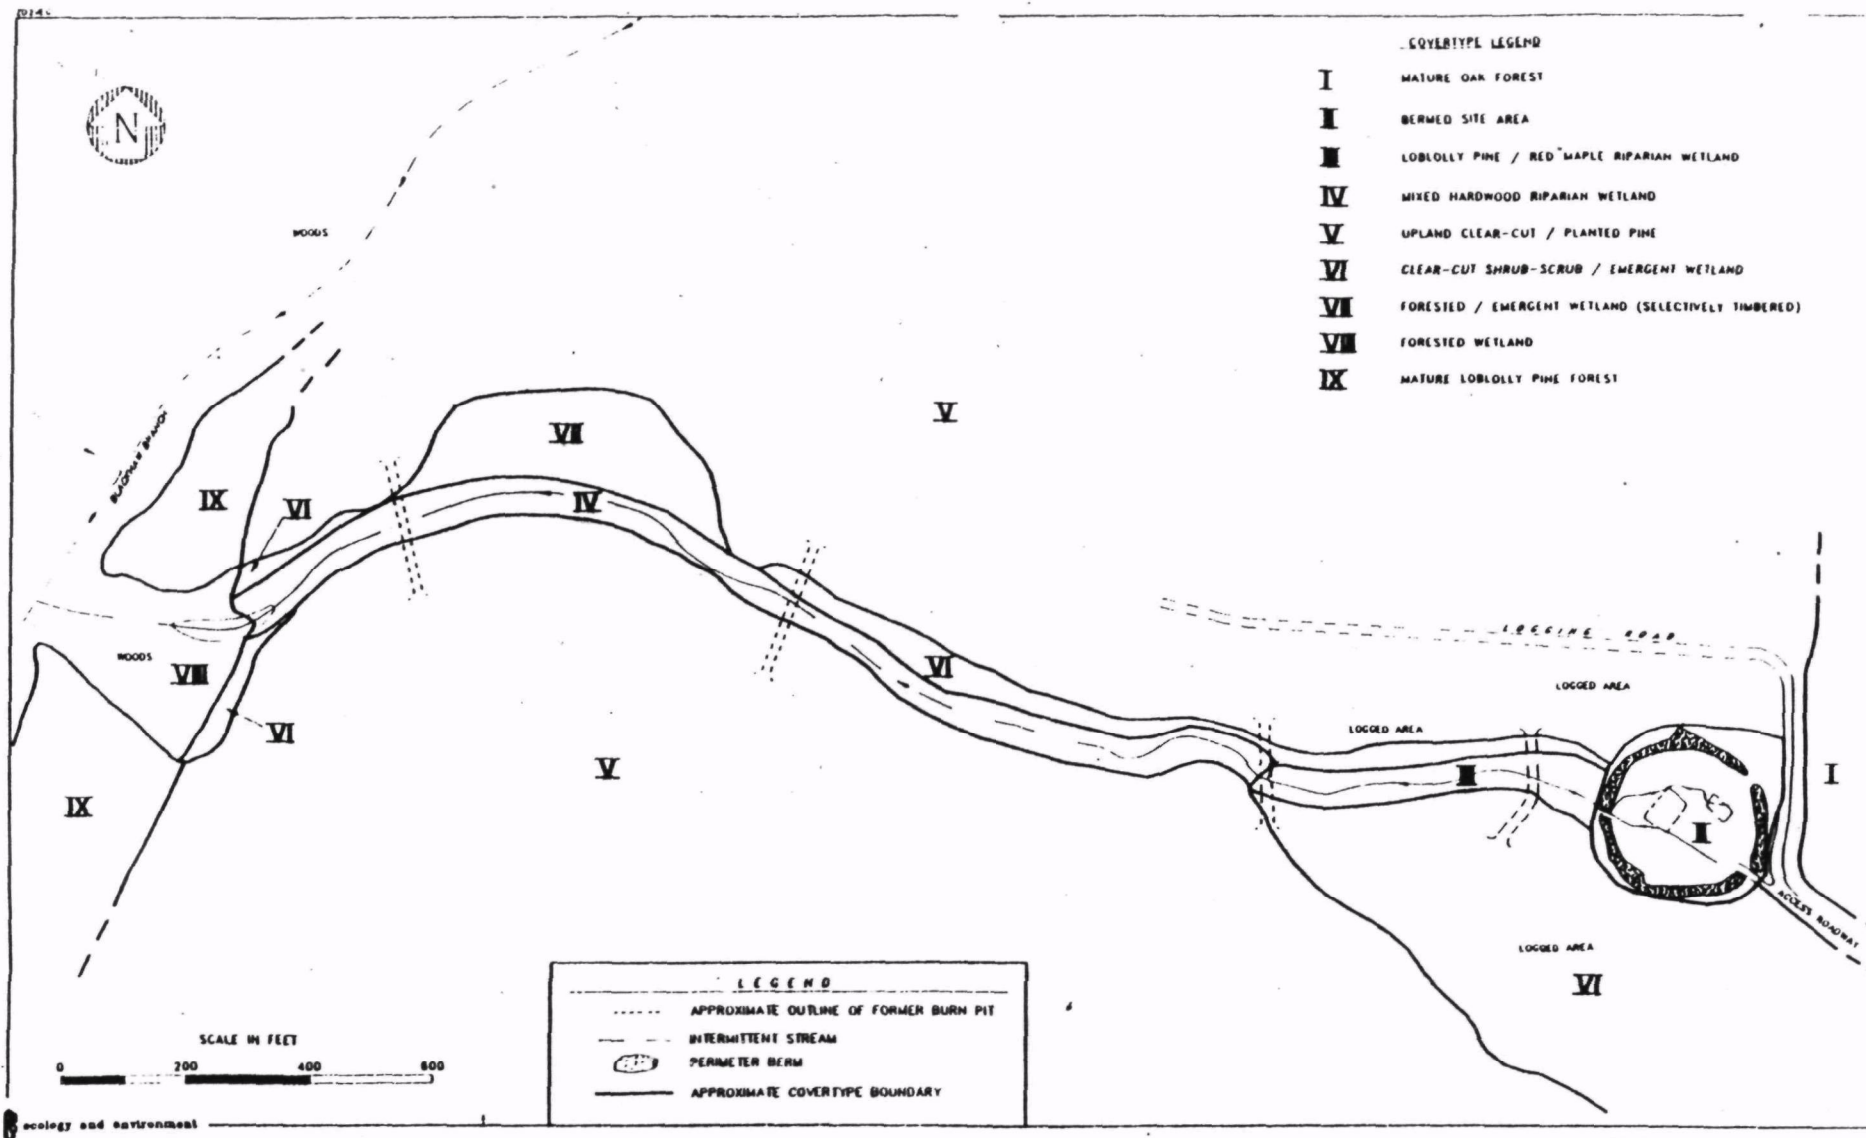 COVERTYPE LEGEND
I MATURE OAK FOREST
II BERMED SITE AREA
III LOBLOLLY PINE / RED MAPLE RIPARIAN WETLAND
IV MIXED HARDWOOD RIPARIAN WETLAND
V UPLAND CLEAR-CUT / PLANTED PINE
VI CLEAR-CUT SHRUB-SCRUB / EMERGENT WETLAND
VII FORESTED / EMERGENT WETLAND (SELECTIVELY TIMBERED)
VIII FORESTED WETLAND
IX MATURE LOBLOLLY PINE FOREST
N
WOODS
V
VII
BRANCH
IX
VI
IV
LOGGING ROAD
WOODS
VIII
VI
LOGGED AREA
VI
LOGGED AREA
V
III
I
IX
II
ACCESS ROADWAY
LOGGED AREA
VI
LEGEND
APPROXIMATE OUTLINE OF FORMER BURN PIT
INTERMITTENT STREAM
PERIMETER BERM
APPROXIMATE COVERTYPE BOUNDARY
SCALE IN FEET
0 200 400 600
ecology and environment